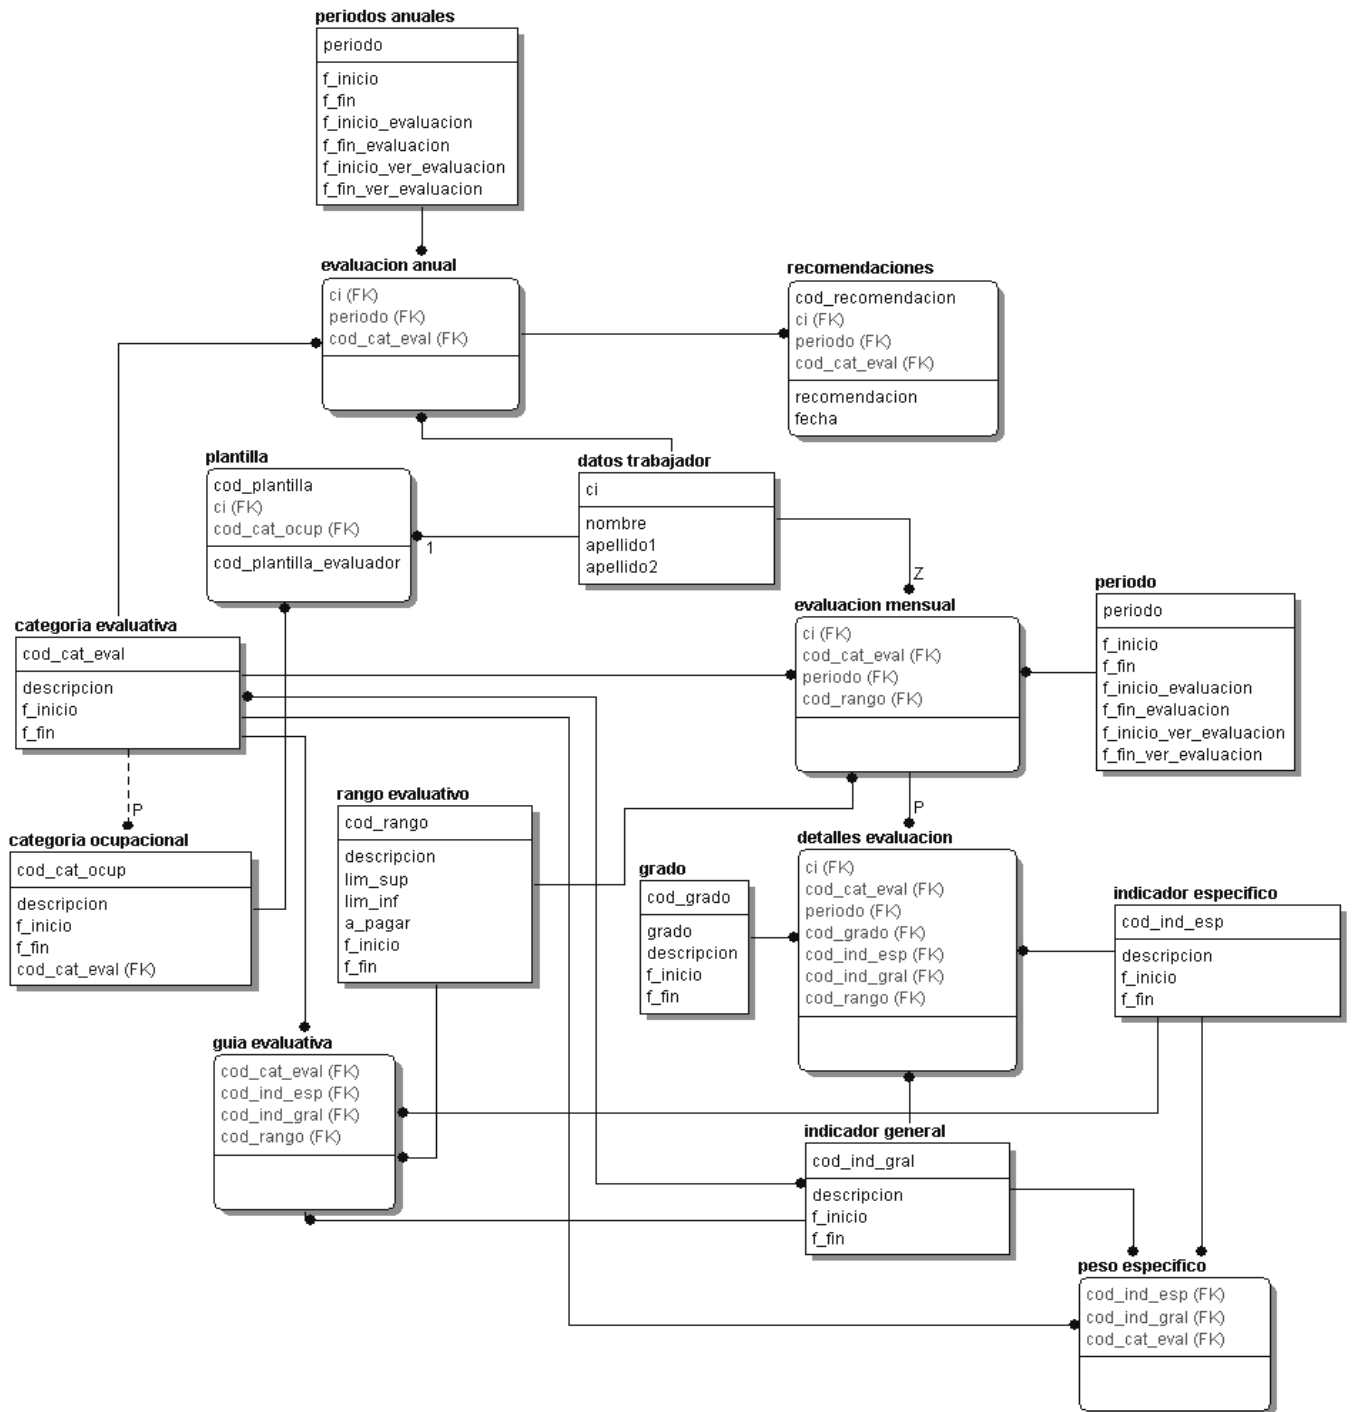 periodos anuales
periodo
f_inicio
f_fin
f_inicio_evaluacion
f_fin_evaluacion
f_inicio_ver_evaluacion
f_fin_ver_evaluacion
evaluacion anual
ci (FK)
periodo (FK)
cod_cat_eval (FK)
recomendaciones
cod_recomendacion
ci (FK)
periodo (FK)
cod_cat_eval (FK)
recomendacion
fecha
plantilla
cod_plantilla
ci (FK)
cod_cat_ocup (FK)
cod_plantilla_evaluador
1
datos trabajador
ci
nombre
apellido1
apellido2
Z
categoria evaluativa
cod_cat_eval
descripcion
f_inicio
f_fin
P
evaluacion mensual
ci (FK)
cod_cat_eval (FK)
periodo (FK)
cod_rango (FK)
P
periodo
periodo
f_inicio
f_fin
f_inicio_evaluacion
f_fin_evaluacion
f_inicio_ver_evaluacion
f_fin_ver_evaluacion
categoria ocupacional
cod_cat_ocup
descripcion
f_inicio
f_fin
cod_cat_eval (FK)
rango evaluativo
cod_rango
descripcion
lim_sup
lim_inf
a_pagar
f_inicio
f_fin
grado
cod_grado
grado
descripcion
f_inicio
f_fin
detalles evaluacion
ci (FK)
cod_cat_eval (FK)
periodo (FK)
cod_grado (FK)
cod_ind_esp (FK)
cod_ind_gral (FK)
cod_rango (FK)
indicador especifico
cod_ind_esp
descripcion
f_inicio
f_fin
guia evaluativa
cod_cat_eval (FK)
cod_ind_esp (FK)
cod_ind_gral (FK)
cod_rango (FK)
indicador general
cod_ind_gral
descripcion
f_inicio
f_fin
peso especifico
cod_ind_esp (FK)
cod_ind_gral (FK)
cod_cat_eval (FK)